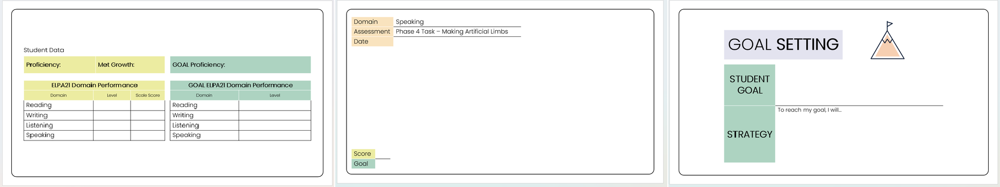 Student Data
Proficiency: Met Growth: GOAL Proficiency:
ELPA21 Domain Performance GOAL ELPA21 Domain Performance
Domain Level Scale Score Domain Level
Reading Reading
Writing Writing
Listening Listening
Speaking Speaking
Domain Speaking
Assessment Phase 4 Task – Making Artificial Limbs
Date
Score
Goal
GOAL SETTING
STUDENT
GOAL
To reach my goal, I will...
STRATEGY